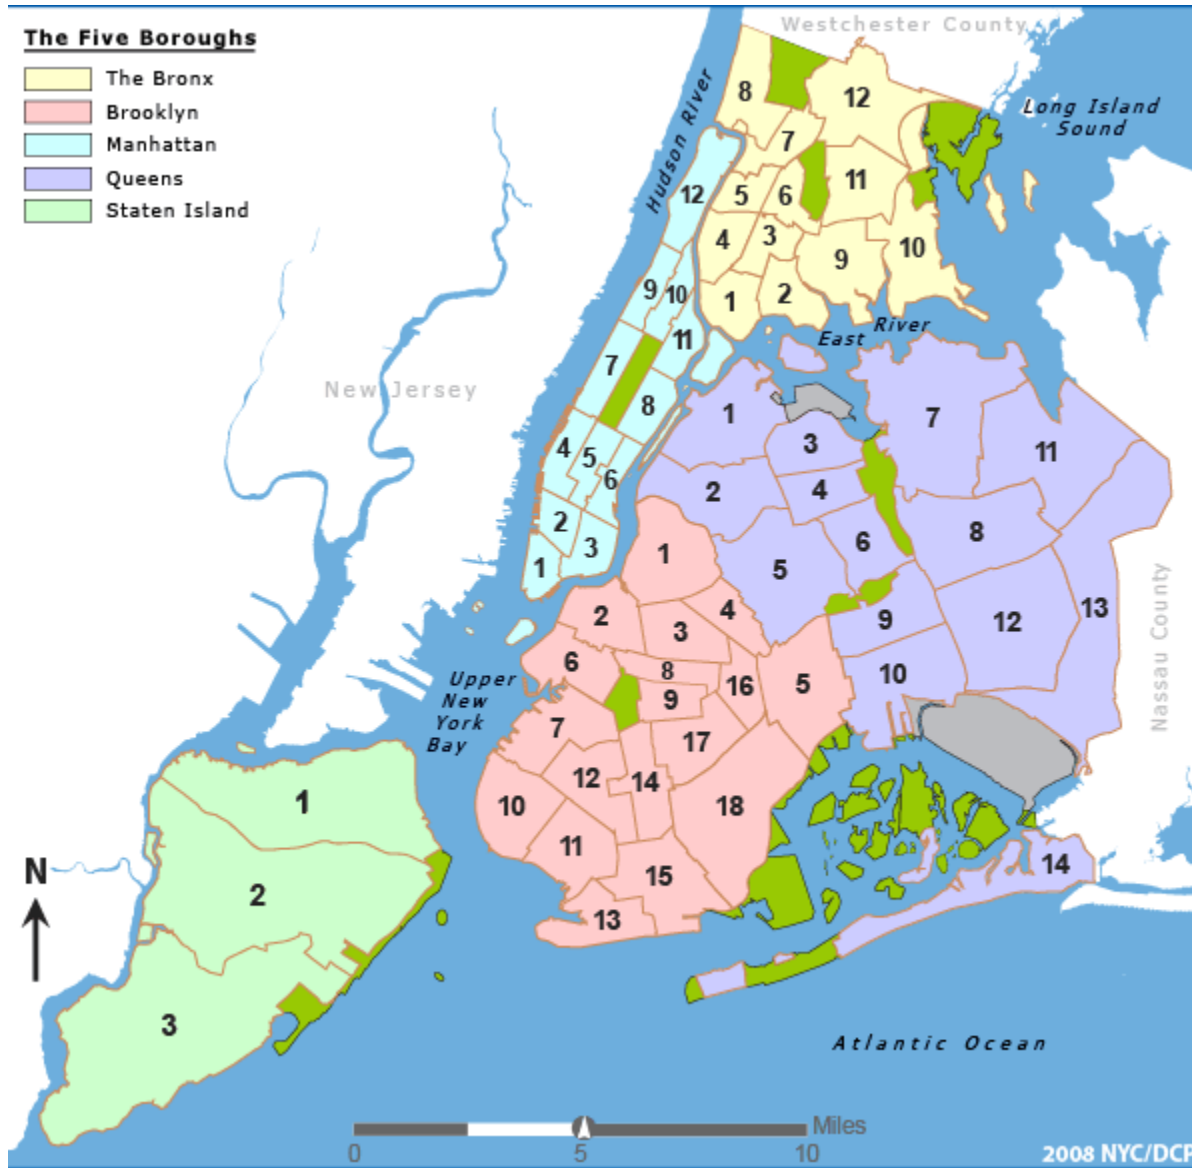 The Five Boroughs
The Bronx
Brooklyn
Manhattan
Queens
Staten Island
Westchester County
Hudson River
Long Island
Sound
8
12
7
12
5
6
11
4
3
9
10
1
2
9
10
11
East River
7
8
New Jersey
1
7
3
11
4
5
6
2
4
2
8
3
1
6
5
1
13
12
9
2
3
4
Nassau County
6
8
16
5
10
9
Upper
New
York
Bay
7
17
12
14
1
10
18
11
15
14
2
13
N
3
Atlantic Ocean
Miles
0
5
10
2008 NYC/DCP